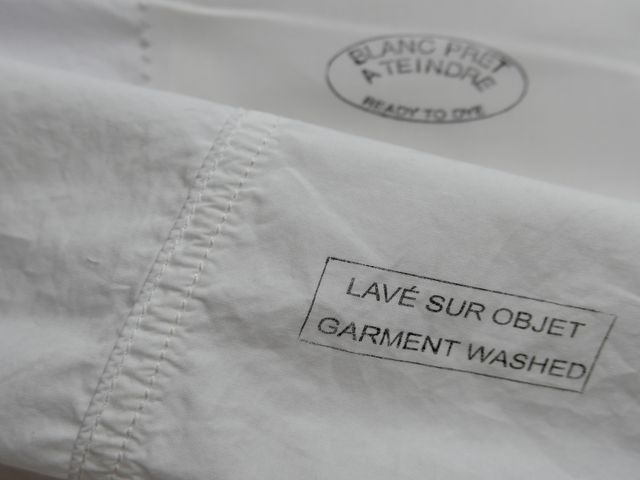 BLANC PRET
A TEINDRE
READY TO DYE
LAVÉ SUR OBJET
GARMENT WASHED